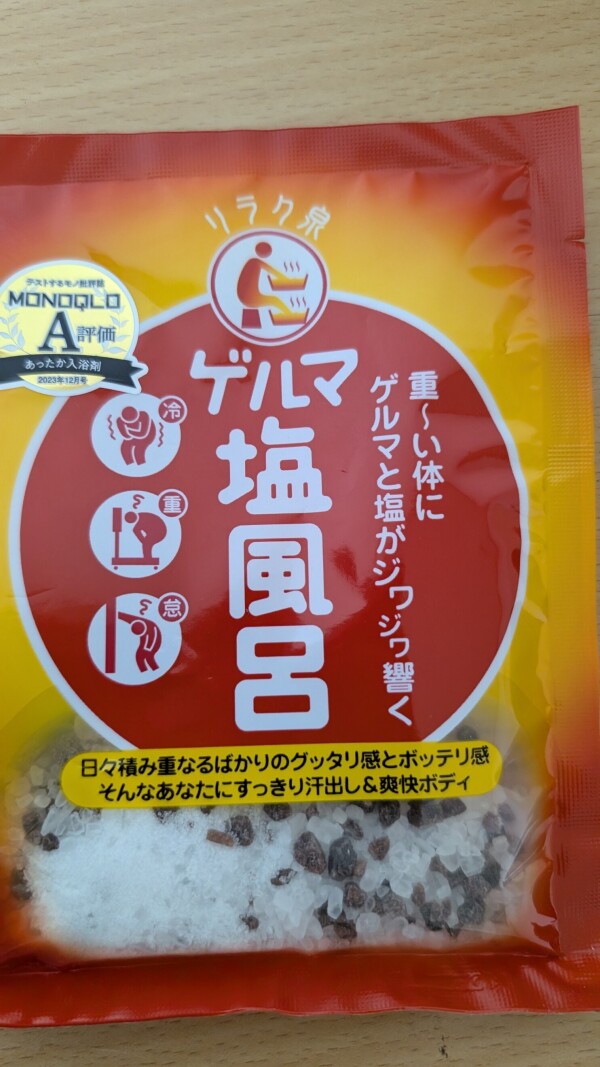 リラク泉
テストするモノ批評誌
MONOQLO
A評価
あったか入浴剤
2023年12月号
ゲルマ
塩風呂
重～い体に
ゲルマと塩がジワジワ響く
冷
重
怠
日々積み重なるばかりのグッタリ感とボッテリ感
そんなあなたにすっきり汗出し&爽快ボディ